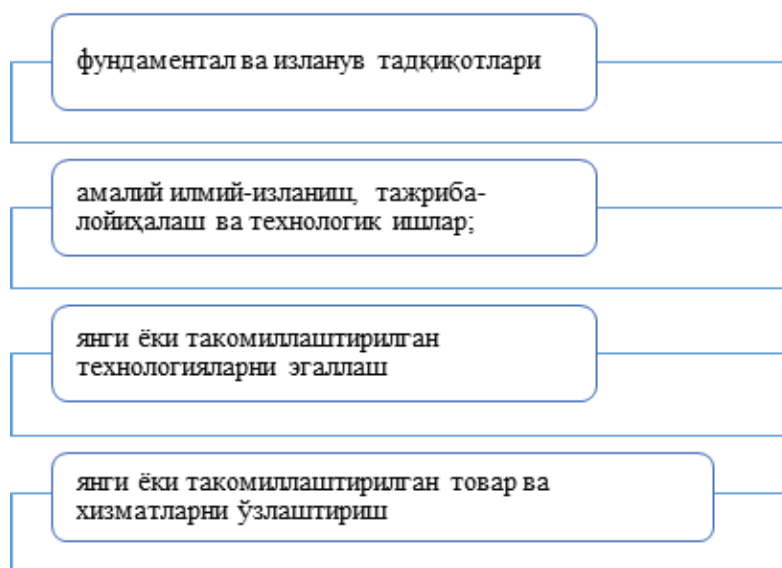 фундаментал ва изланув тадқиқотлари
амалий илмий-изланиш, тажриба-
лойиҳалаш ва технологик ишлар;
янги ёки такомиллаштирилган
технологияларни эгаллаш
янги ёки такомиллаштирилган товар ва
хизматларни ўзлаштириш